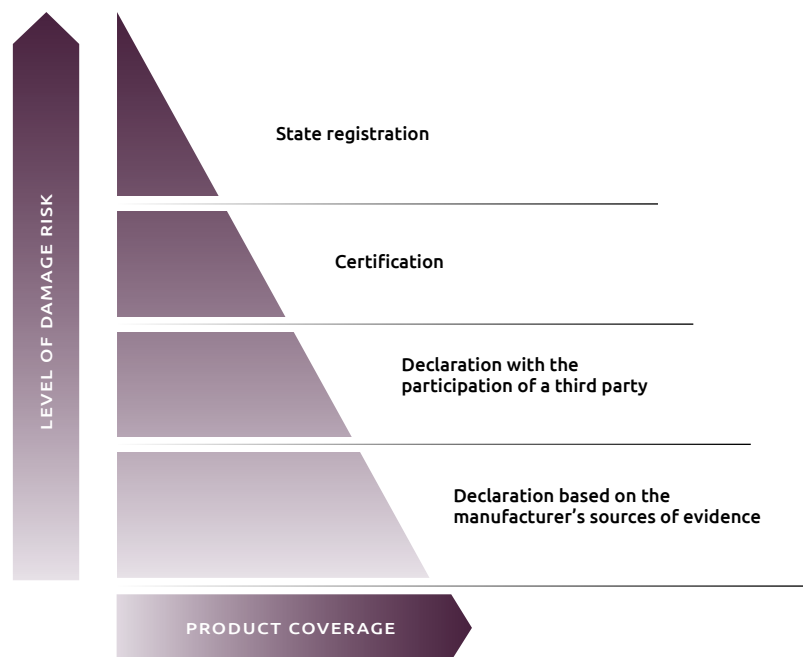 LEVEL OF DAMAGE RISK
State registration
Certification
Declaration with the
participation of a third party
Declaration based on the
manufacturer’s sources of evidence
PRODUCT COVERAGE